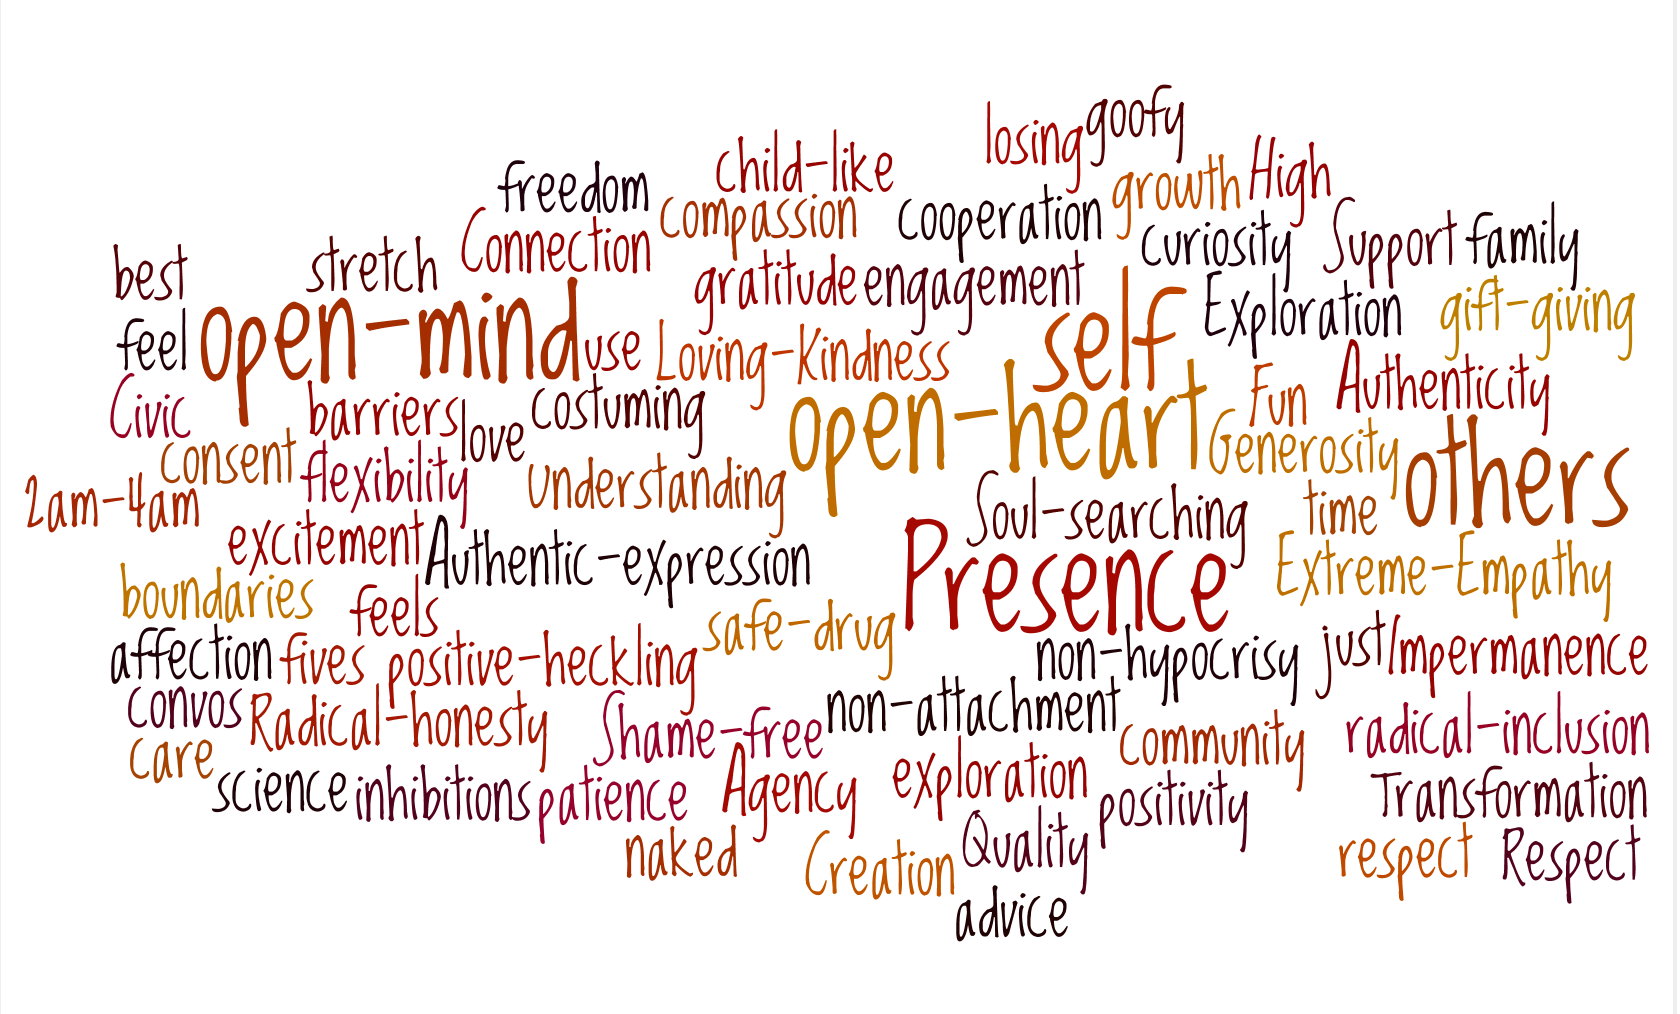 losing goofy
freedom child-like growth High
Connection compassion cooperation curiosity Support family
best stretch gratitude engagement Exploration gift-giving
feel open-mind use Loving-Kindness self
Civic barriers love costuming open-heart Fun Authenticity
consent flexibility understanding Generosity others
2am-4am Soul-searching time
excitement Authentic-expression Presence Extreme-Empathy
boundaries feels safe-drug
affection fives positive-heckling non-hypocrisy just Impermanence
convos Radical-honesty Shame-free non-attachment community radical-inclusion
care science inhibitions patience Agency exploration positivity Transformation
naked Creation Quality respect Respect
advice